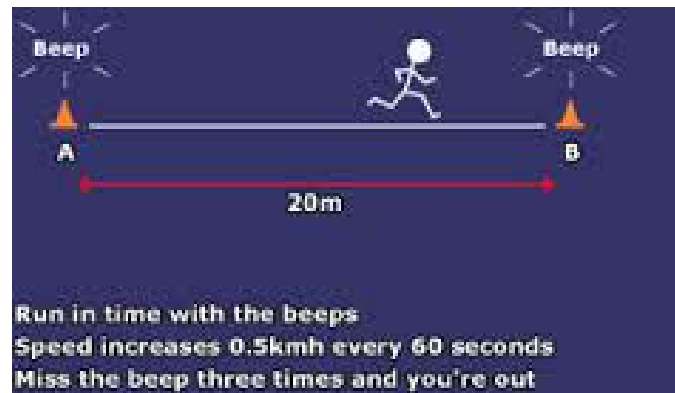 Beep Beep
A B
20m
Run in time with the beeps
Speed increases 0.5kmh every 60 seconds
Miss the beep three times and you're out